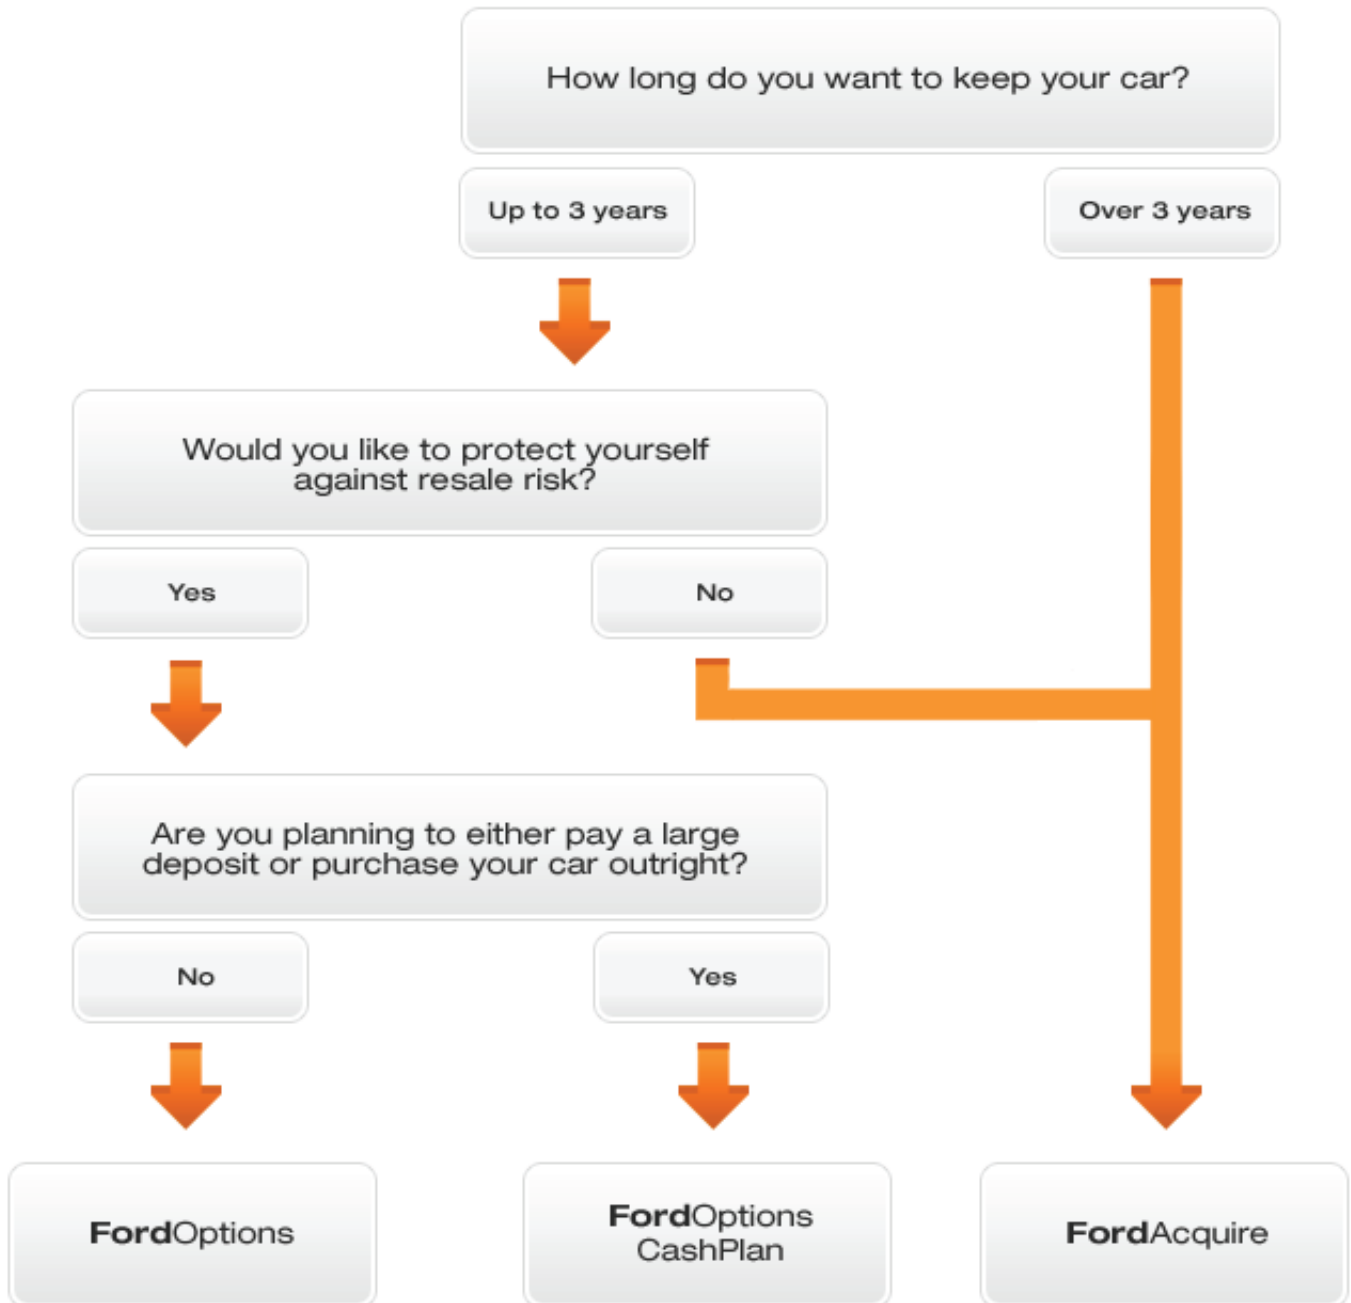 How long do you want to keep your car?
Up to 3 years
Over 3 years
Would you like to protect yourself
against resale risk?
Yes
No
Are you planning to either pay a large
deposit or purchase your car outright?
No
Yes
FordOptions
FordOptions
CashPlan
FordAcquire